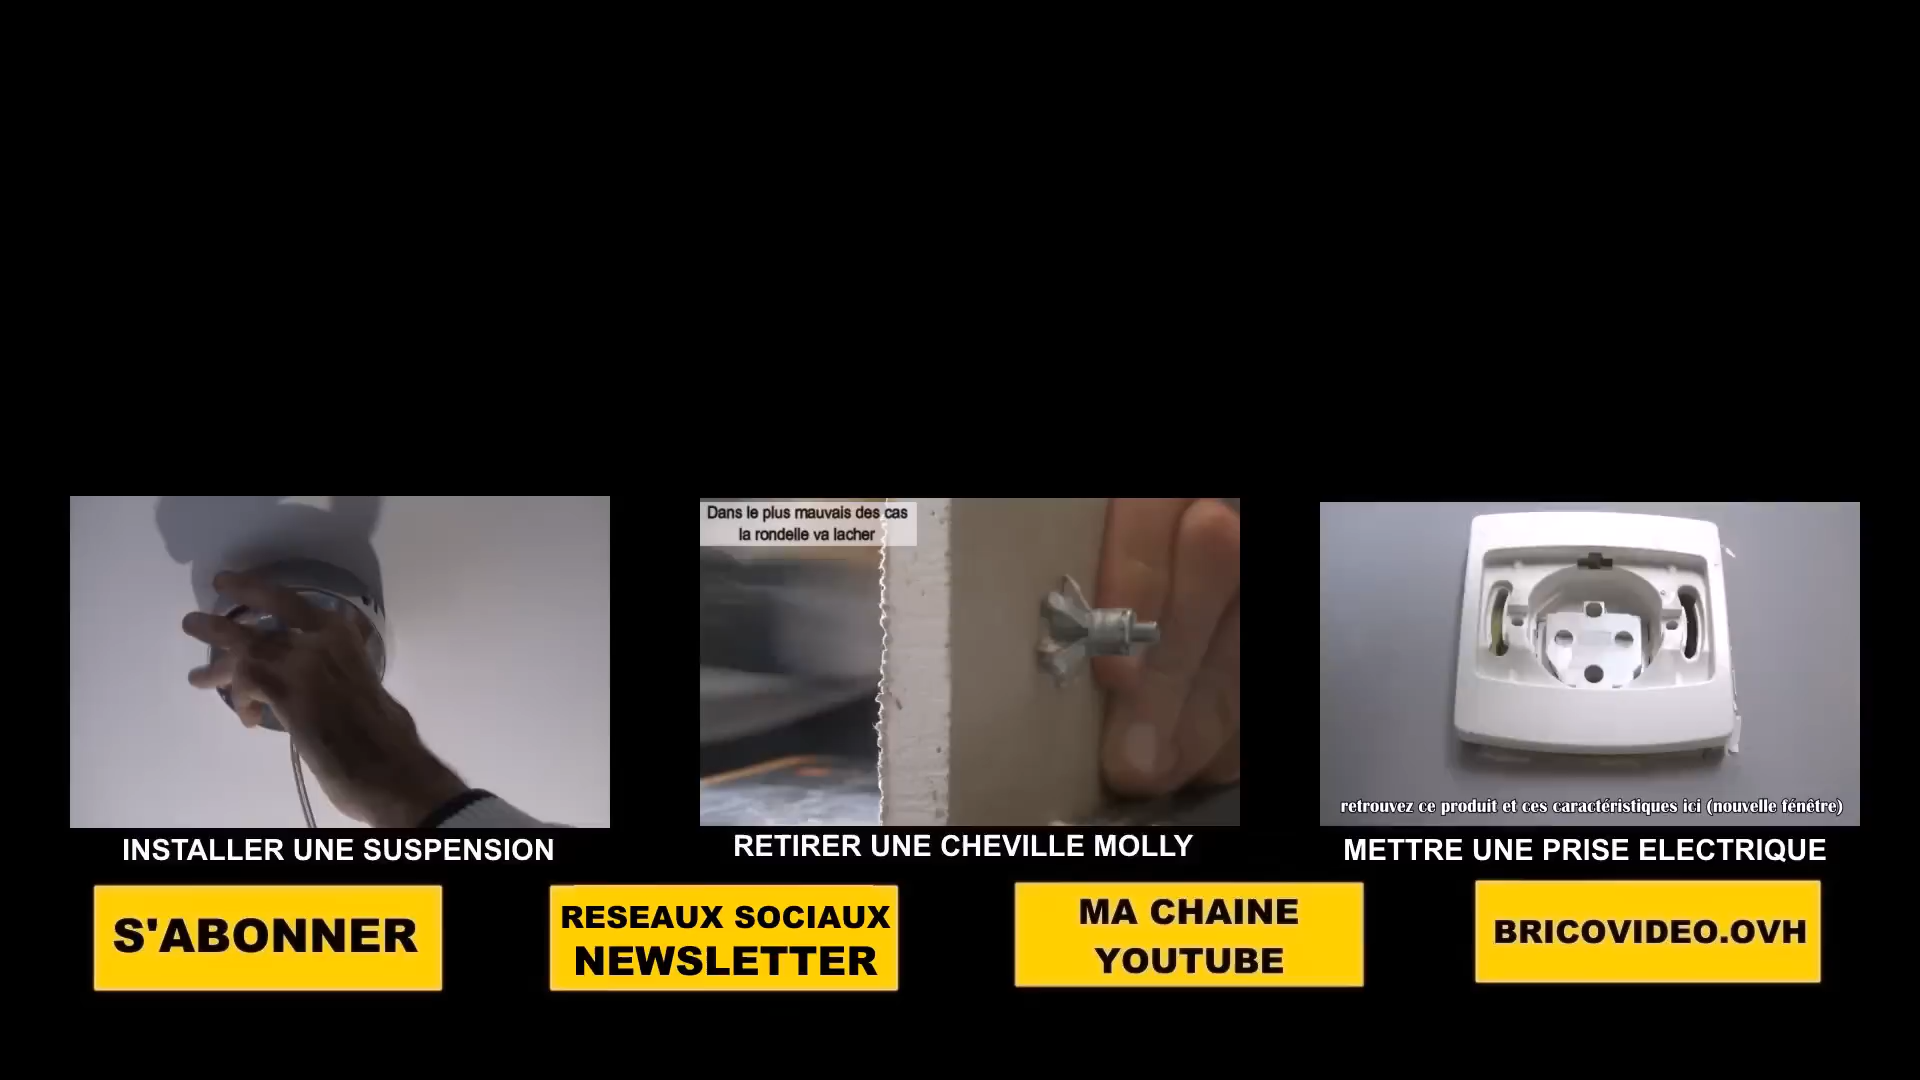 Dans le plus mauvais des cas
la rondelle va lacher
retrouvez ce produit et ces caractéristiques ici (nouvelle fénêtre)
INSTALLER UNE SUSPENSION
RETIRER UNE CHEVILLE MOLLY
METTRE UNE PRISE ELECTRIQUE
S'ABONNER
RESEAUX SOCIAUX
NEWSLETTER
MA CHAINE
YOUTUBE
BRICOVIDEO.OVH